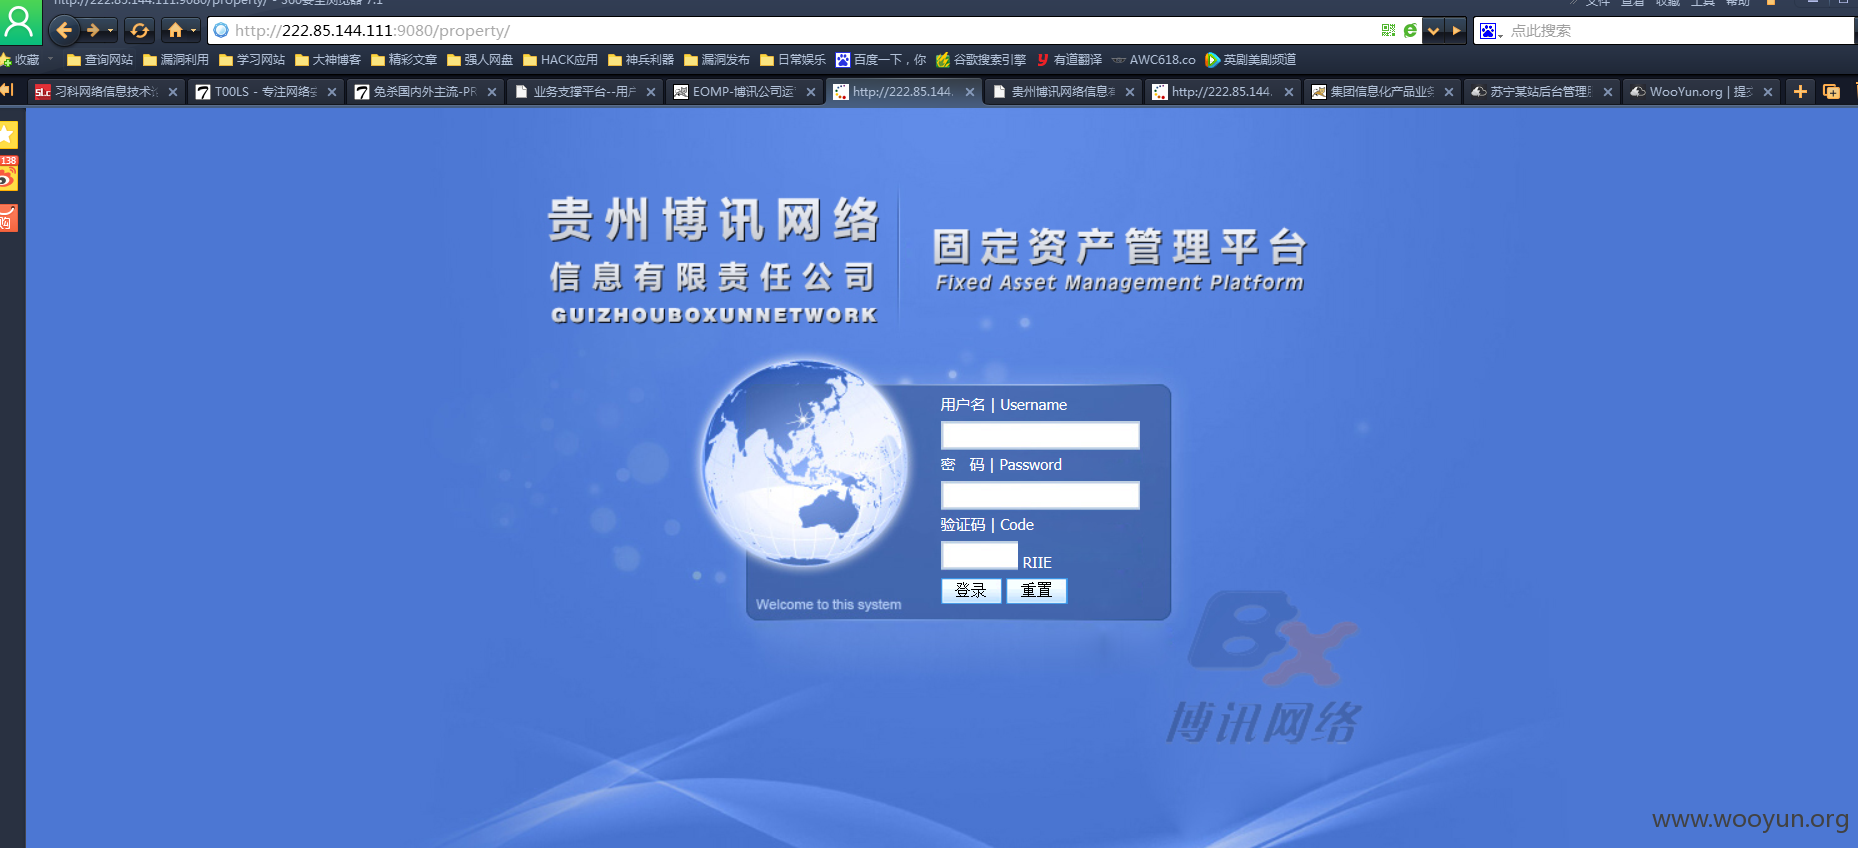 http://222.85.144.111:9080/property/ - 360安全浏览器 7.1
文件 查看 收藏 工具 帮助
http://222.85.144.111:9080/property/
点此搜索
收藏 查询网站 漏洞利用 学习网站 大神博客 精彩文章 强人网盘 HACK应用 神兵利器 漏洞发布 日常娱乐 百度一下，你 谷歌搜索引擎 有道翻译 AWC618.co 英剧美剧频道
SLC 习科网络信息技术 T00LS - 专注网络 免杀国内外主流-PR 业务支撑平台--用户 EOMP-博讯公司运 http://222.85.144. 贵州博讯网络信息 http://222.85.144. 集团信息化产品业务 苏宁某站后台管理 WooYun.org | 提交
138
购
贵州博讯网络
信息有限责任公司
GUIZHOUBOXUNNETWORK
固定资产管理平台
Fixed Asset Management Platform
用户名 | Username
密 码 | Password
验证码 | Code
RIIE
登录 重置
Welcome to this system
BX
博讯网络
www.wooyun.org